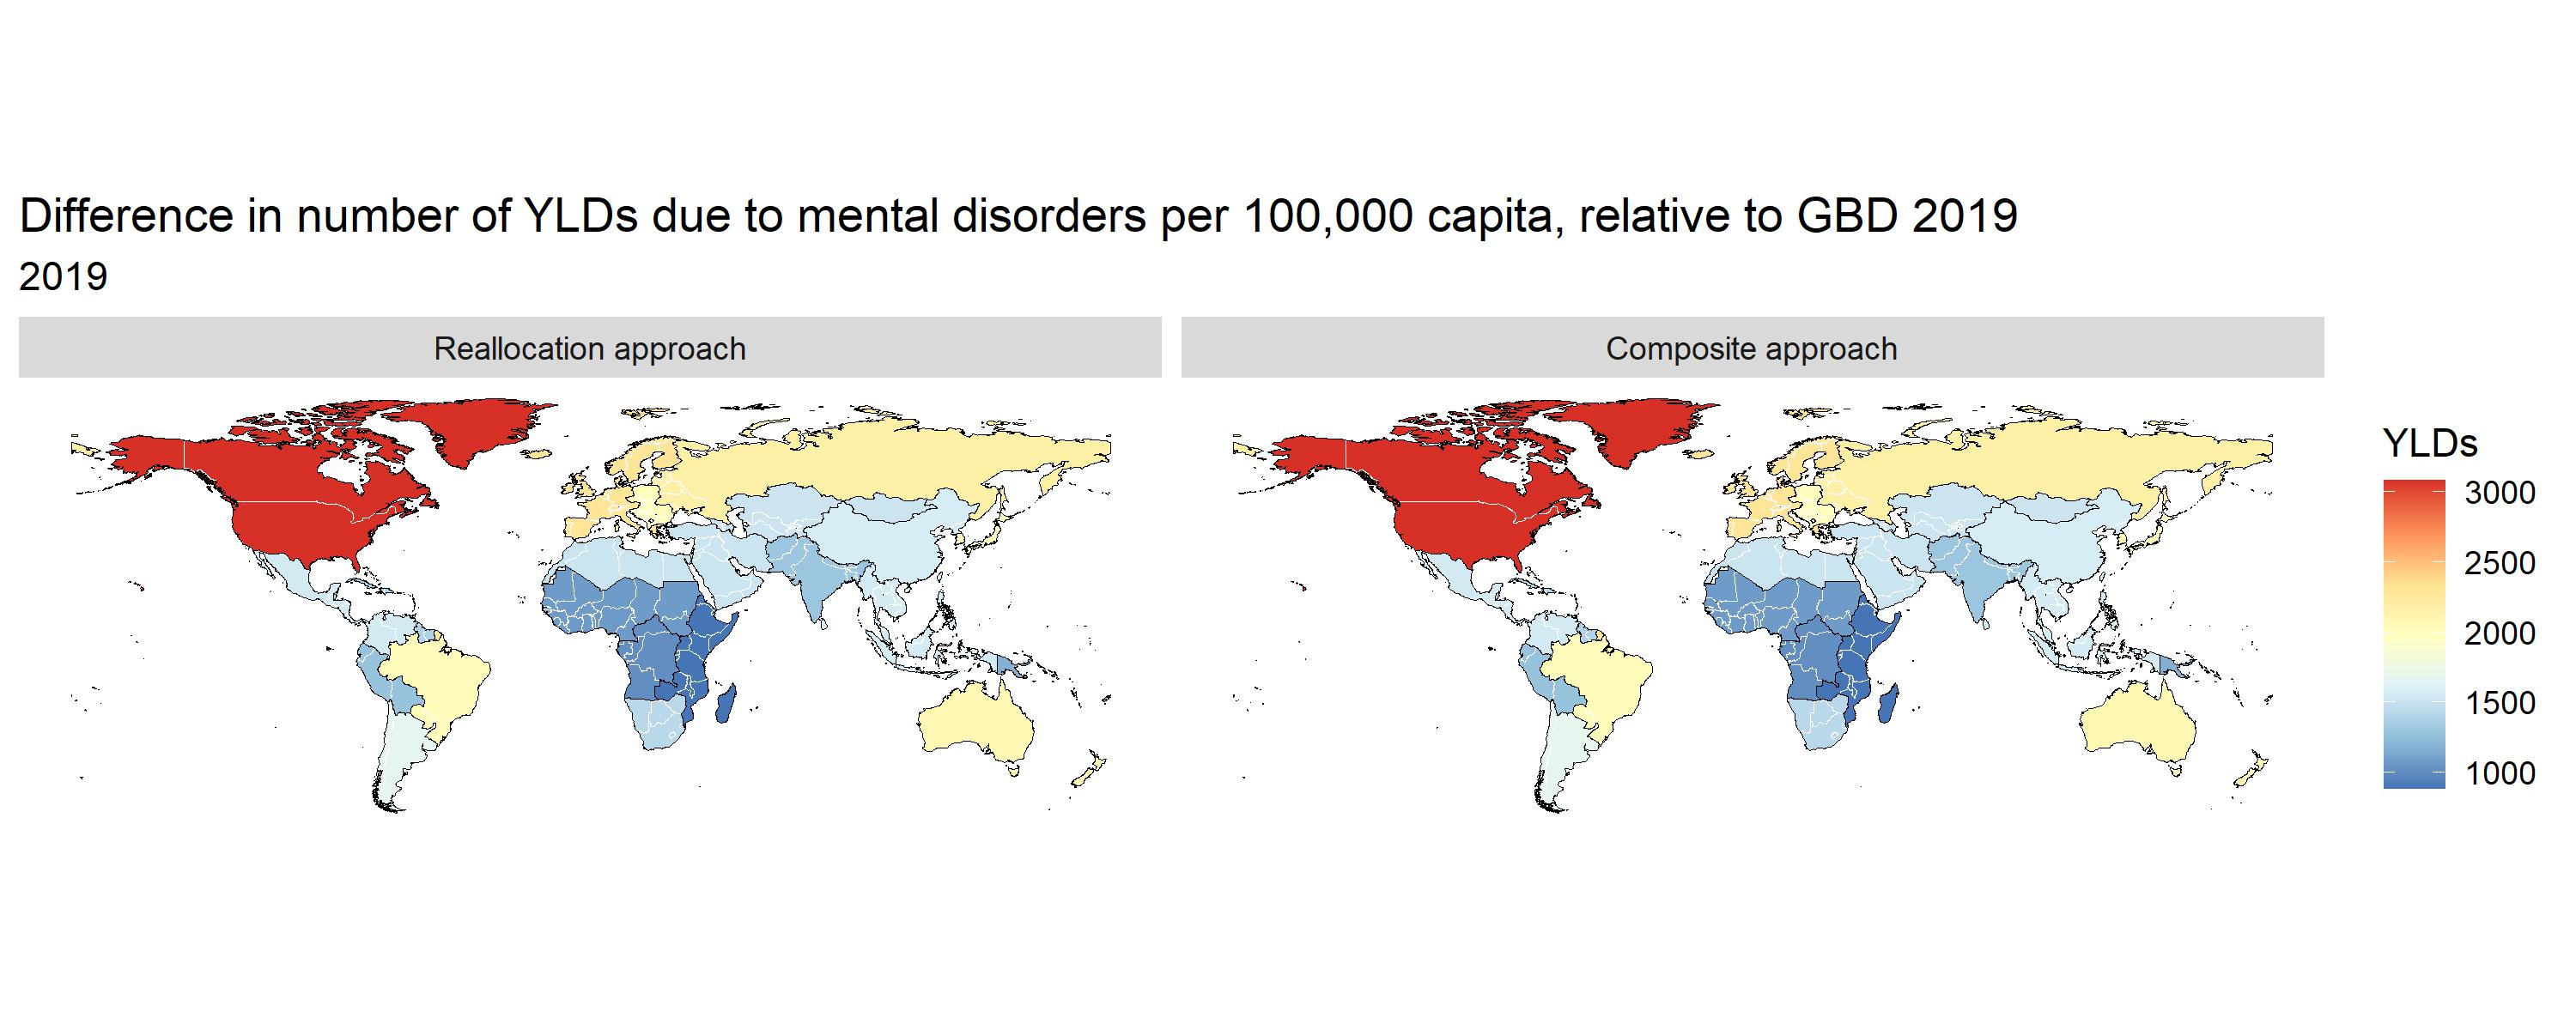 Difference in number of YLDs due to mental disorders per 100,000 capita, relative to GBD 2019
2019
Reallocation approach
Composite approach
YLDs
3000
2500
2000
1500
1000